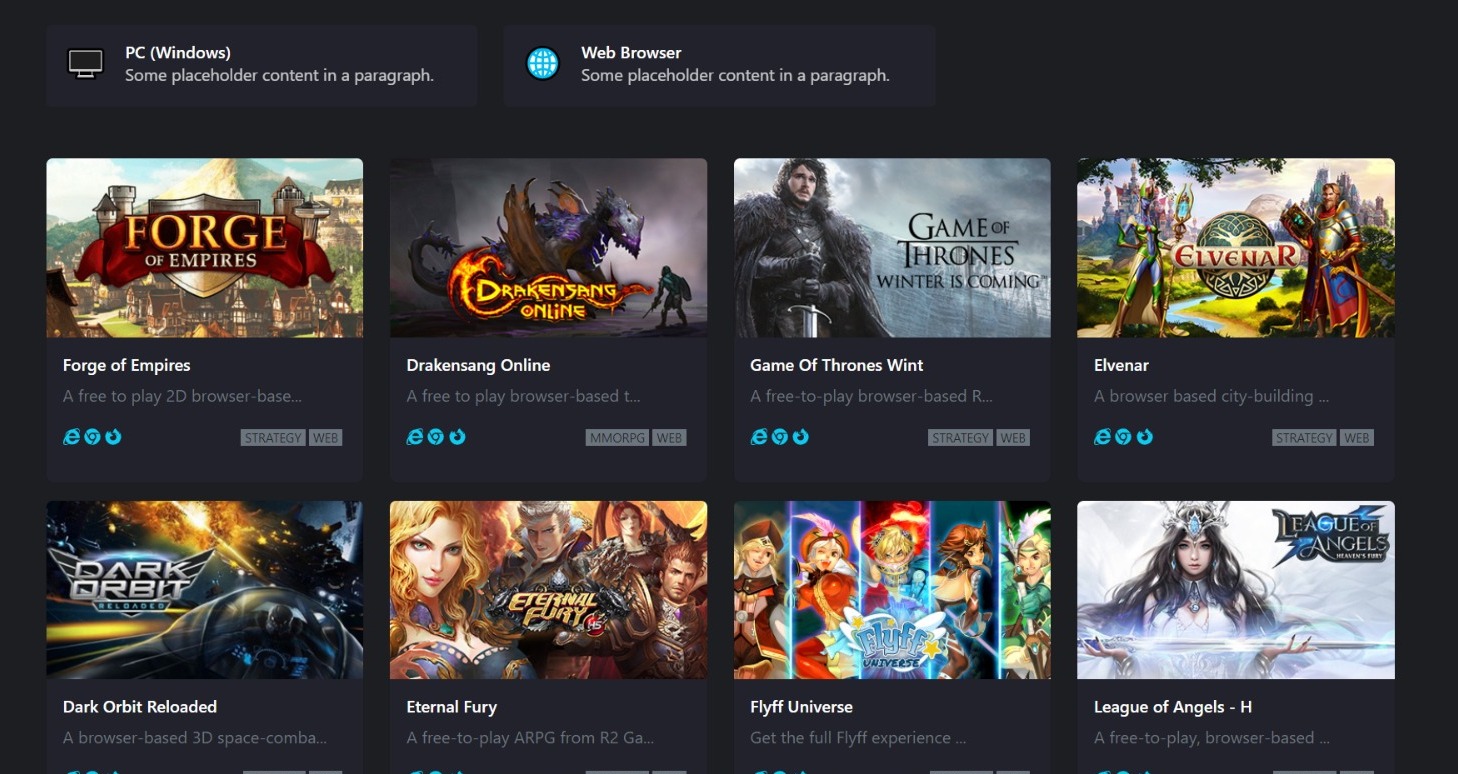 PC (Windows)
Some placeholder content in a paragraph.
Web Browser
Some placeholder content in a paragraph.
FORGE
OF EMPIRES
DRAKENSANG
ONLINE
GAME OF
THRONES
WINTER IS COMING™
ELVENAR
Forge of Empires
A free to play 2D browser-base...
STRATEGY WEB
Drakensang Online
A free to play browser-based t...
MMORPG WEB
Game Of Thrones Wint
A free-to-play browser-based R...
STRATEGY WEB
Elvenar
A browser based city-building ...
STRATEGY WEB
DARK
ORBIT
RELOADED
ETERNAL
FURY
H5
Flyff
UNIVERSE
LEAGUE OF
ANGELS
HEAVEN'S FURY
Dark Orbit Reloaded
A browser-based 3D space-comba...
Eternal Fury
A free-to-play ARPG from R2 Ga...
Flyff Universe
Get the full Flyff experience ...
League of Angels - H
A free-to-play, browser-based ...